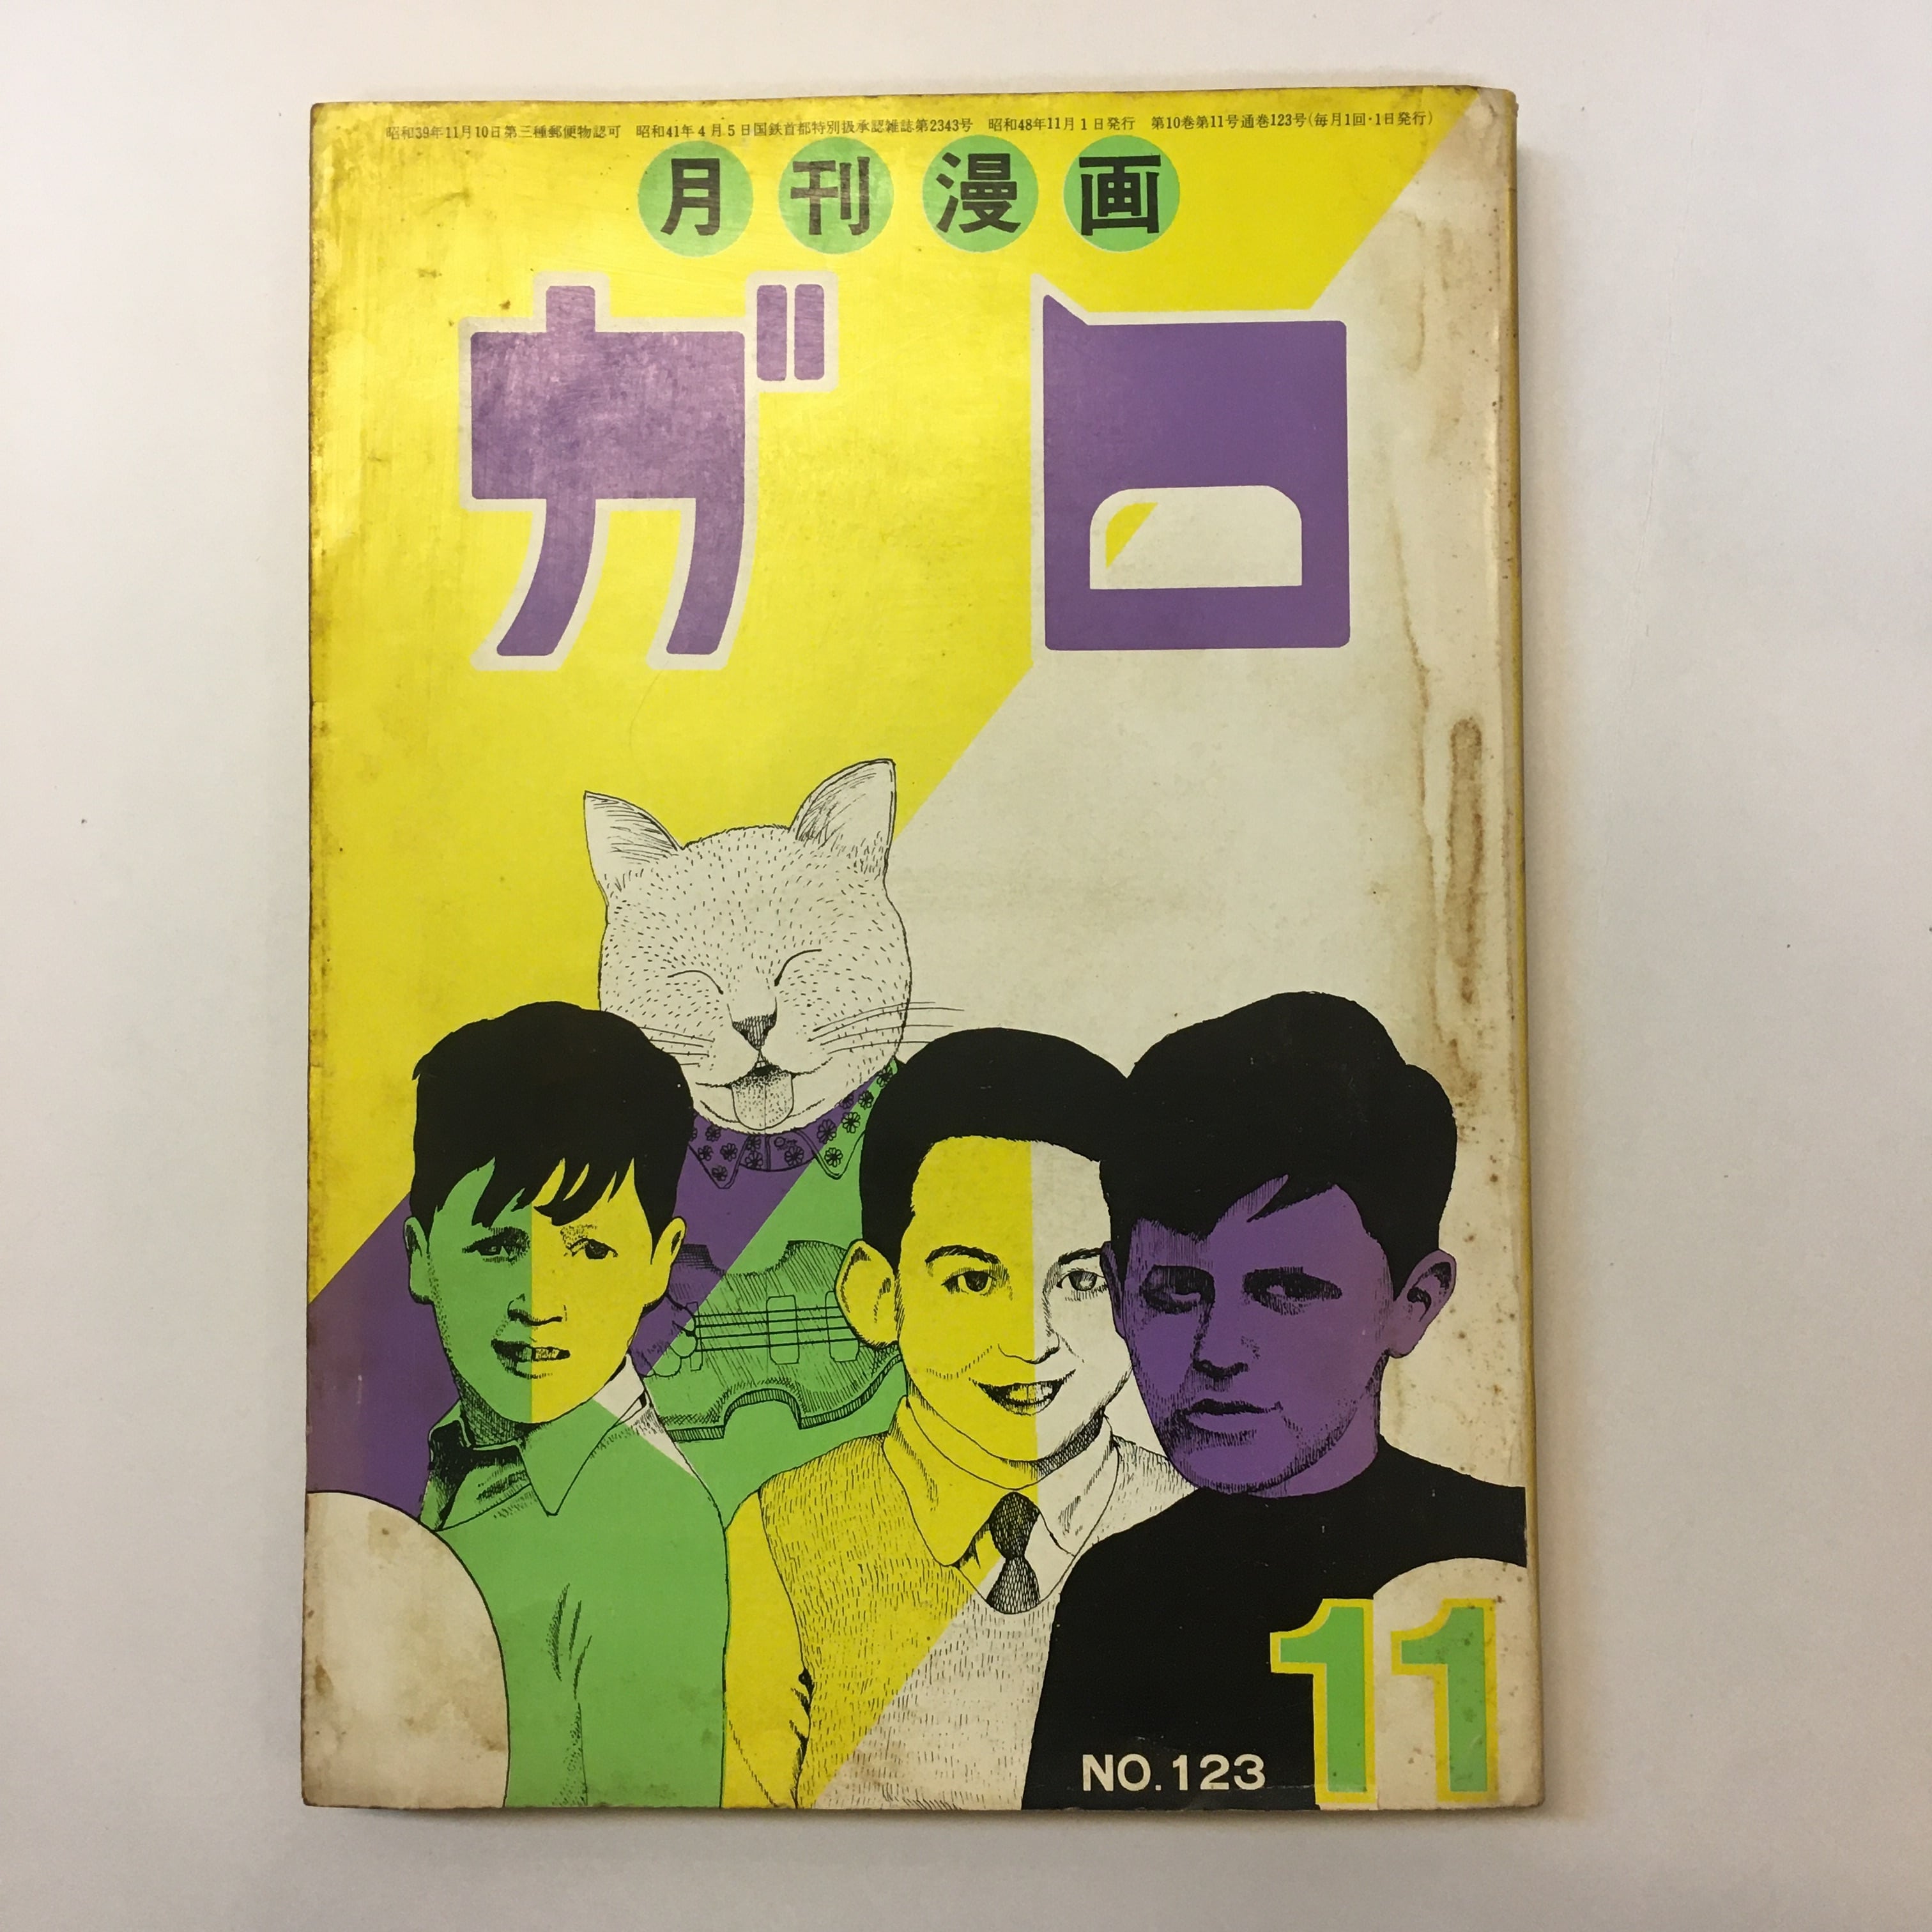 昭和39年11月10日第三種郵便物認可 昭和41年4月5日国鉄首都特別扱承認雑誌第2343号 昭和48年11月1日発行 第10巻第11号通巻123号(毎月1回・1日発行)
月刊漫画
ガロ
11
NO.123